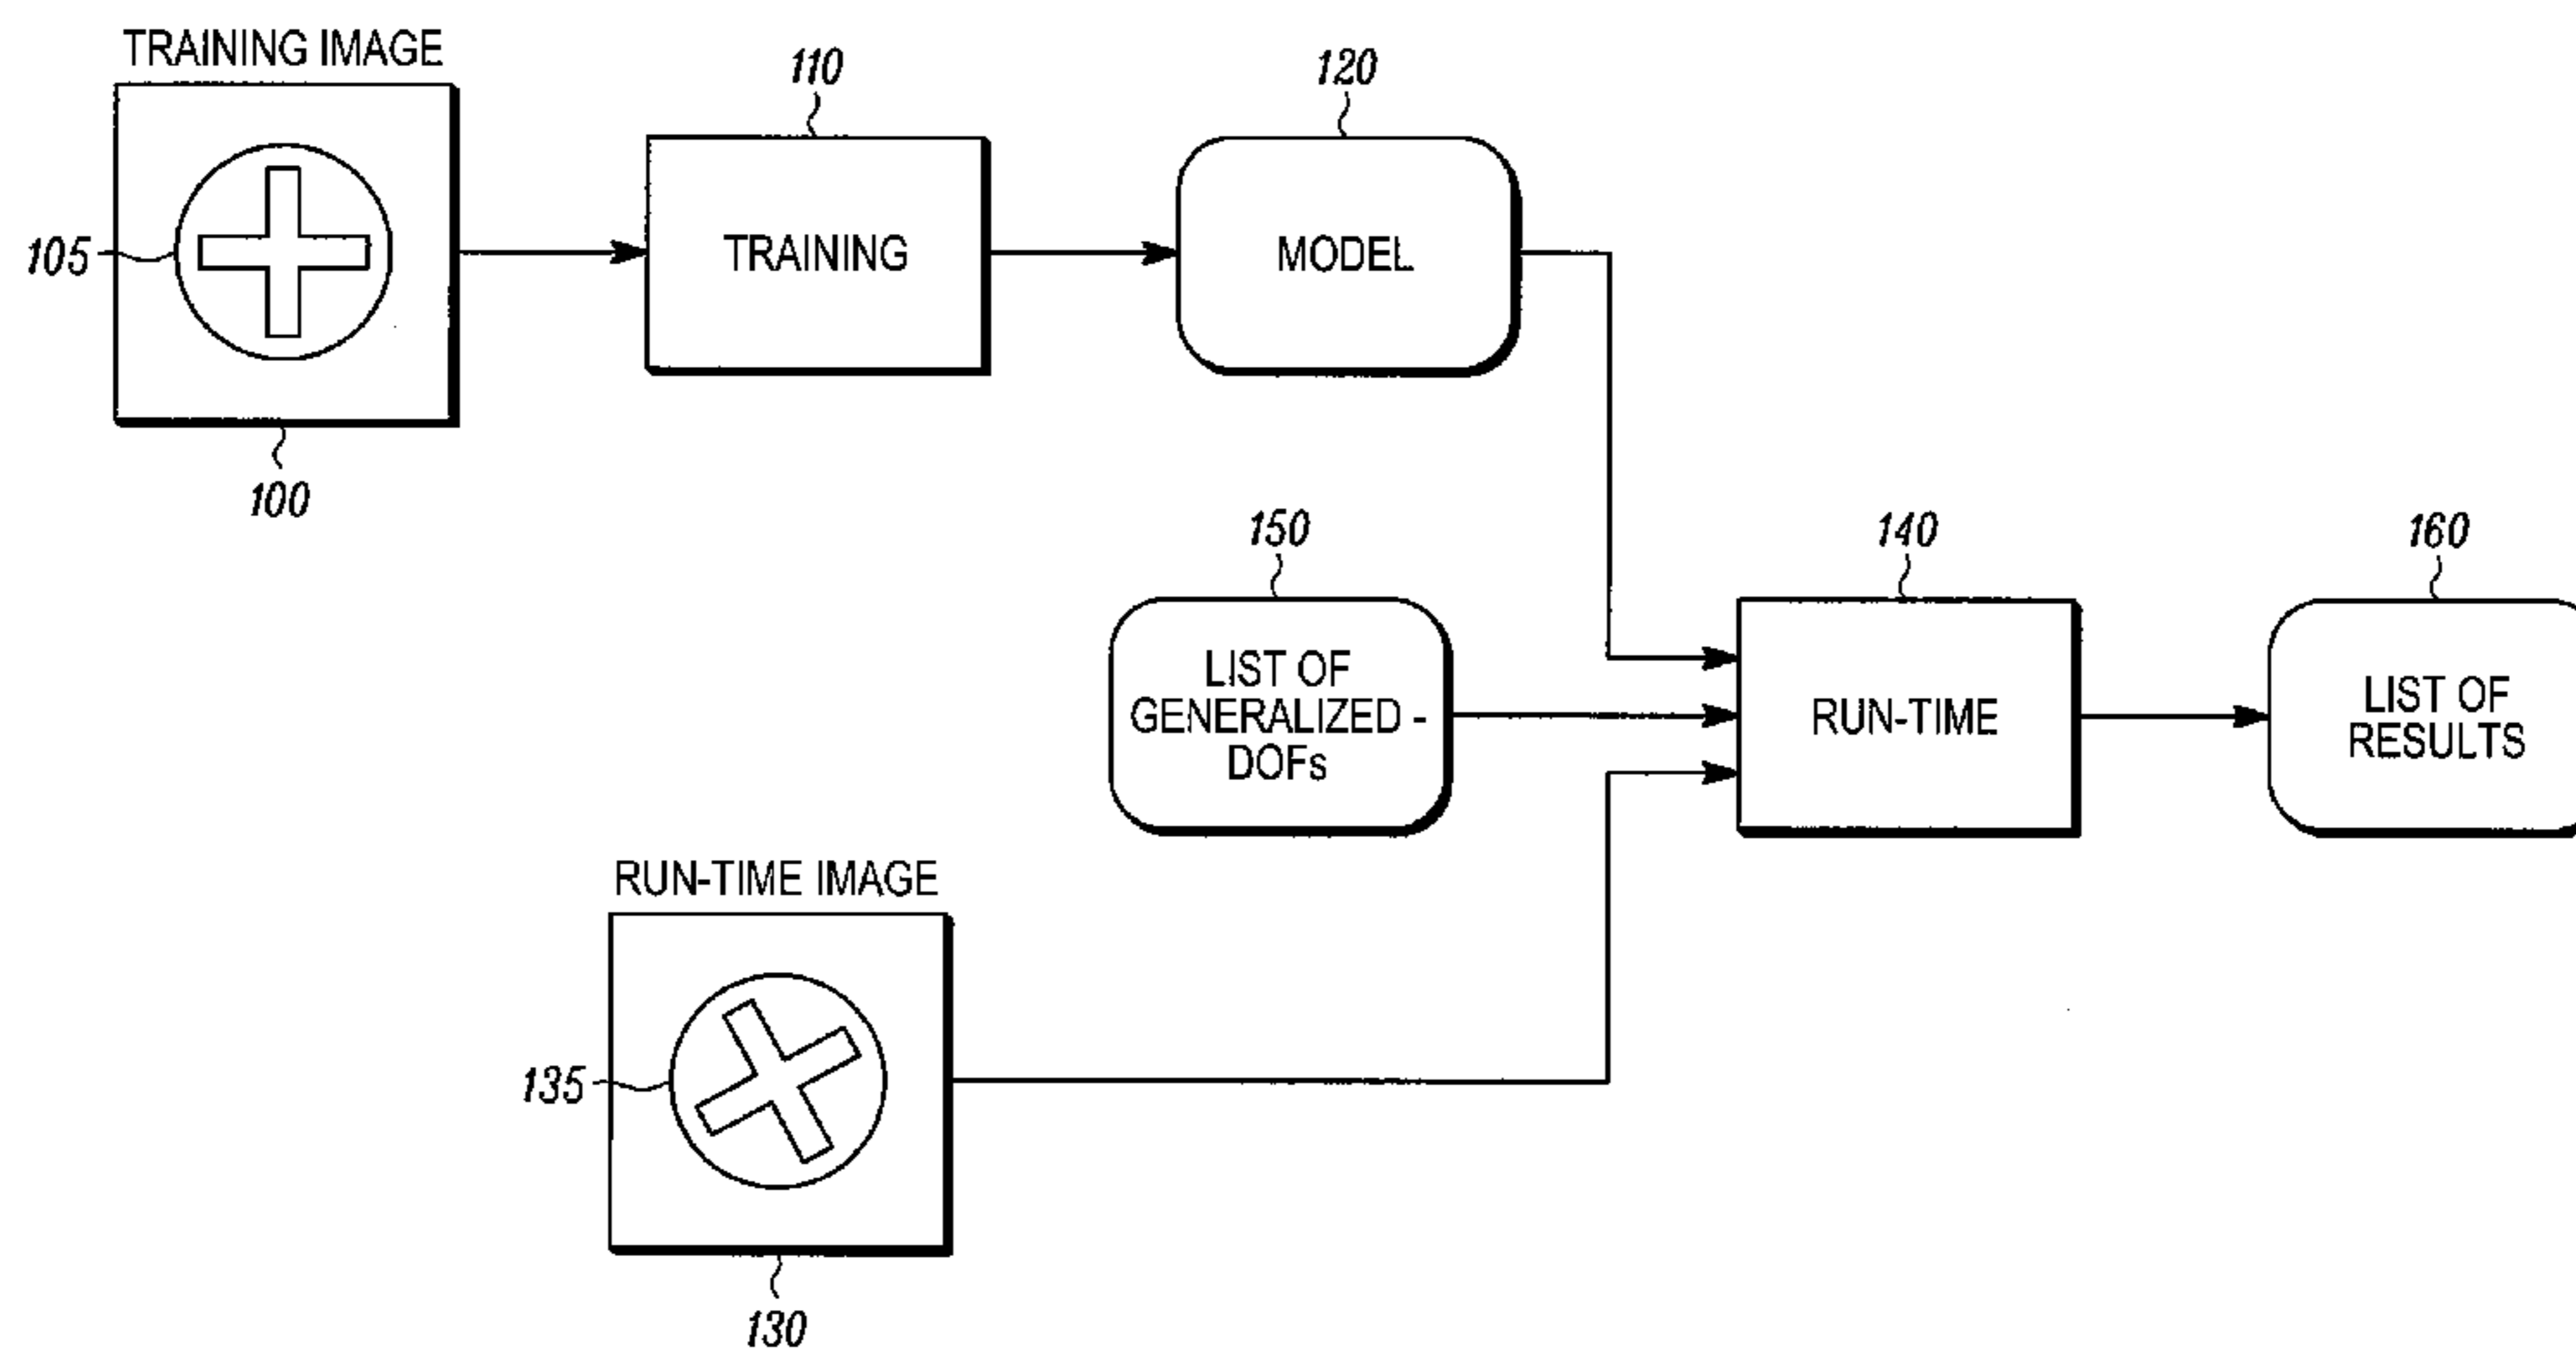 TRAINING IMAGE
110
120
105
TRAINING
MODEL
100
150
140
160
LIST OF
GENERALIZED -
DOFs
RUN-TIME
LIST OF
RESULTS
RUN-TIME IMAGE
135
130